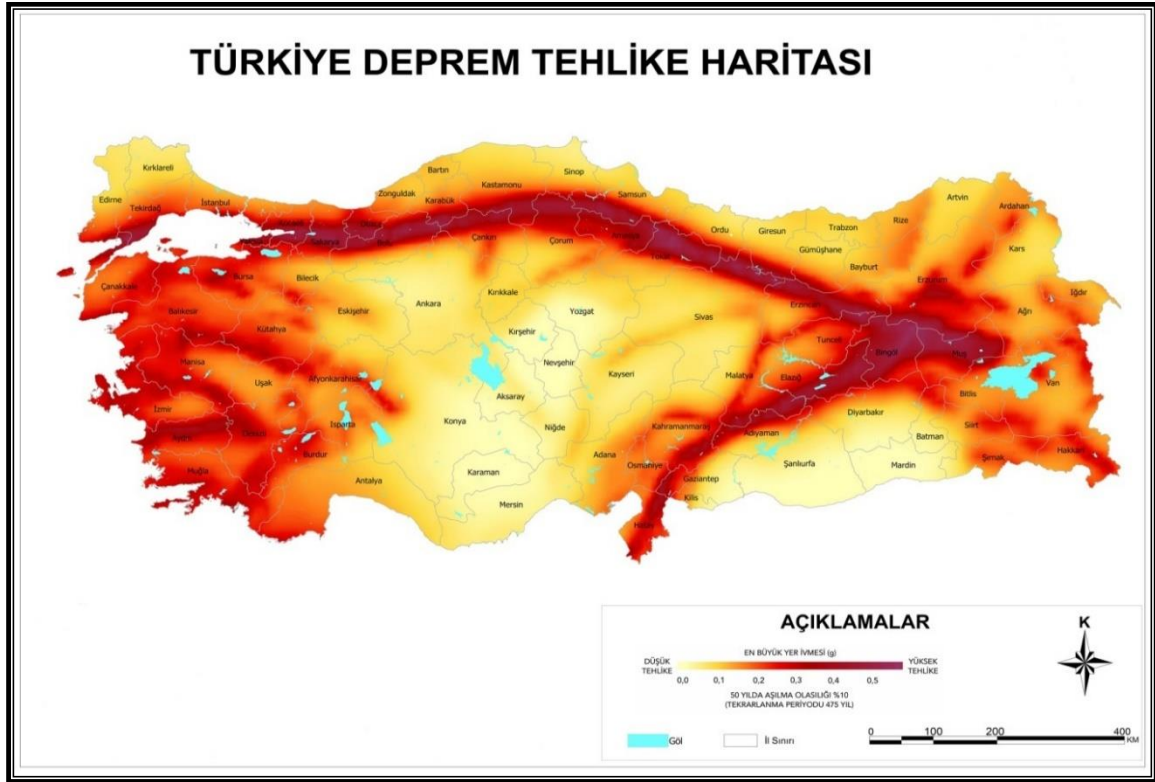 TÜRKİYE DEPREM TEHLİKE HARİTASI
Kırklareli
Edirne
Tekirdağ
İstanbul
Zonguldak
Bartın
Karabük
Kastamonu
Sinop
Samsun
Ordu
Giresun
Trabzon
Rize
Artvin
Ardahan
Kars
Gümüşhane
Bayburt
Erzurum
Iğdır
Ağrı
Sakarya
Bolu
Çankırı
Çorum
Amasya
Tokat
Çanakkale
Bursa
Bilecik
Eskişehir
Ankara
Kırıkkale
Yozgat
Sivas
Erzincan
Tunceli
Bingöl
Muş
Balıkesir
Kütahya
Kırşehir
Nevşehir
Kayseri
Malatya
Elazığ
Bitlis
Van
Manisa
Uşak
Afyonkarahisar
Aksaray
Diyarbakır
Batman
Siirt
İzmir
Aydın
Denizli
Isparta
Konya
Niğde
Kahramanmaraş
Adıyaman
Şırnak
Hakkari
Muğla
Burdur
Antalya
Karaman
Mersin
Adana
Osmaniye
Gaziantep
Kilis
Şanlıurfa
Mardin
Hatay
AÇIKLAMALAR
EN BÜYÜK YER İVMESİ (g)
DÜŞÜK TEHLİKE
YÜKSEK TEHLİKE
0,0 0,1 0,2 0,3 0,4 0,5
50 YILDA AŞILMA OLASILIĞI %10
(TEKRARLANMA PERİYODU 475 YIL)
Göl
İl Sınırı
K
0 100 200 400
KM